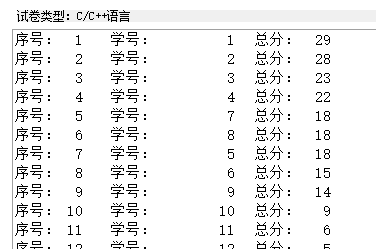 试卷类型：C/C++语言
序号： 1 学号： 1 总分： 29
序号： 2 学号： 2 总分： 28
序号： 3 学号： 3 总分： 23
序号： 4 学号： 4 总分： 22
序号： 5 学号： 7 总分： 18
序号： 6 学号： 8 总分： 18
序号： 7 学号： 5 总分： 18
序号： 8 学号： 6 总分： 15
序号： 9 学号： 9 总分： 14
序号： 10 学号： 10 总分： 9
序号： 11 学号： 11 总分： 6
序号： 12 学号： 12 总分： 5